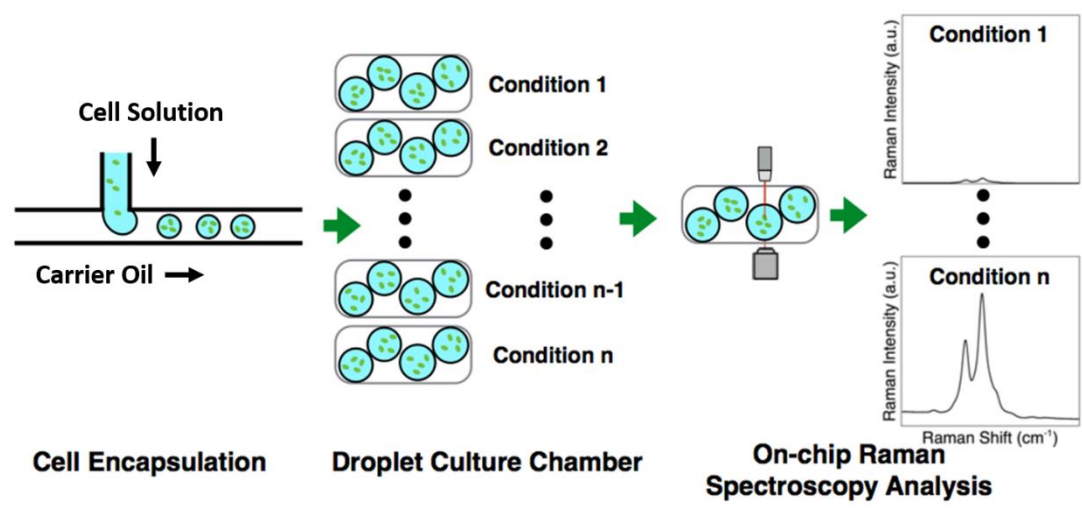 Cell Solution
Carrier Oil
Cell Encapsulation
Condition 1
Condition 2
Condition n-1
Condition n
Droplet Culture Chamber
Raman Intensity (a.u.)
Condition 1
Raman Intensity (a.u.)
Condition n
Raman Shift (cm⁻¹)
On-chip Raman
Spectroscopy Analysis